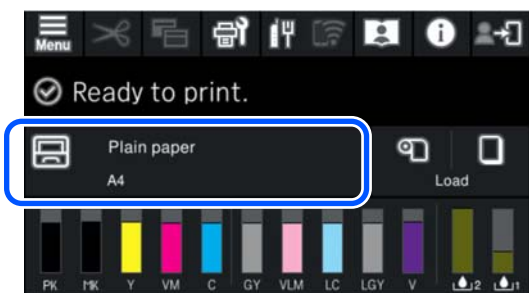 Menu
Ready to print.
Plain paper
A4
Load
PK MK Y VM C GY VLM LC LGY V 2 1